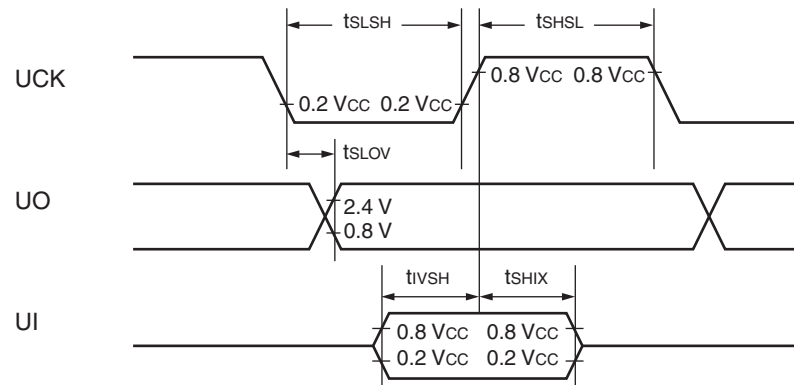 tSLSH tSHSL
UCK
0.2 VCC 0.2 VCC 0.8 VCC 0.8 VCC
tSLOV
UO
2.4 V
0.8 V
tIVSH tSHIX
UI
0.8 VCC 0.8 VCC
0.2 VCC 0.2 VCC